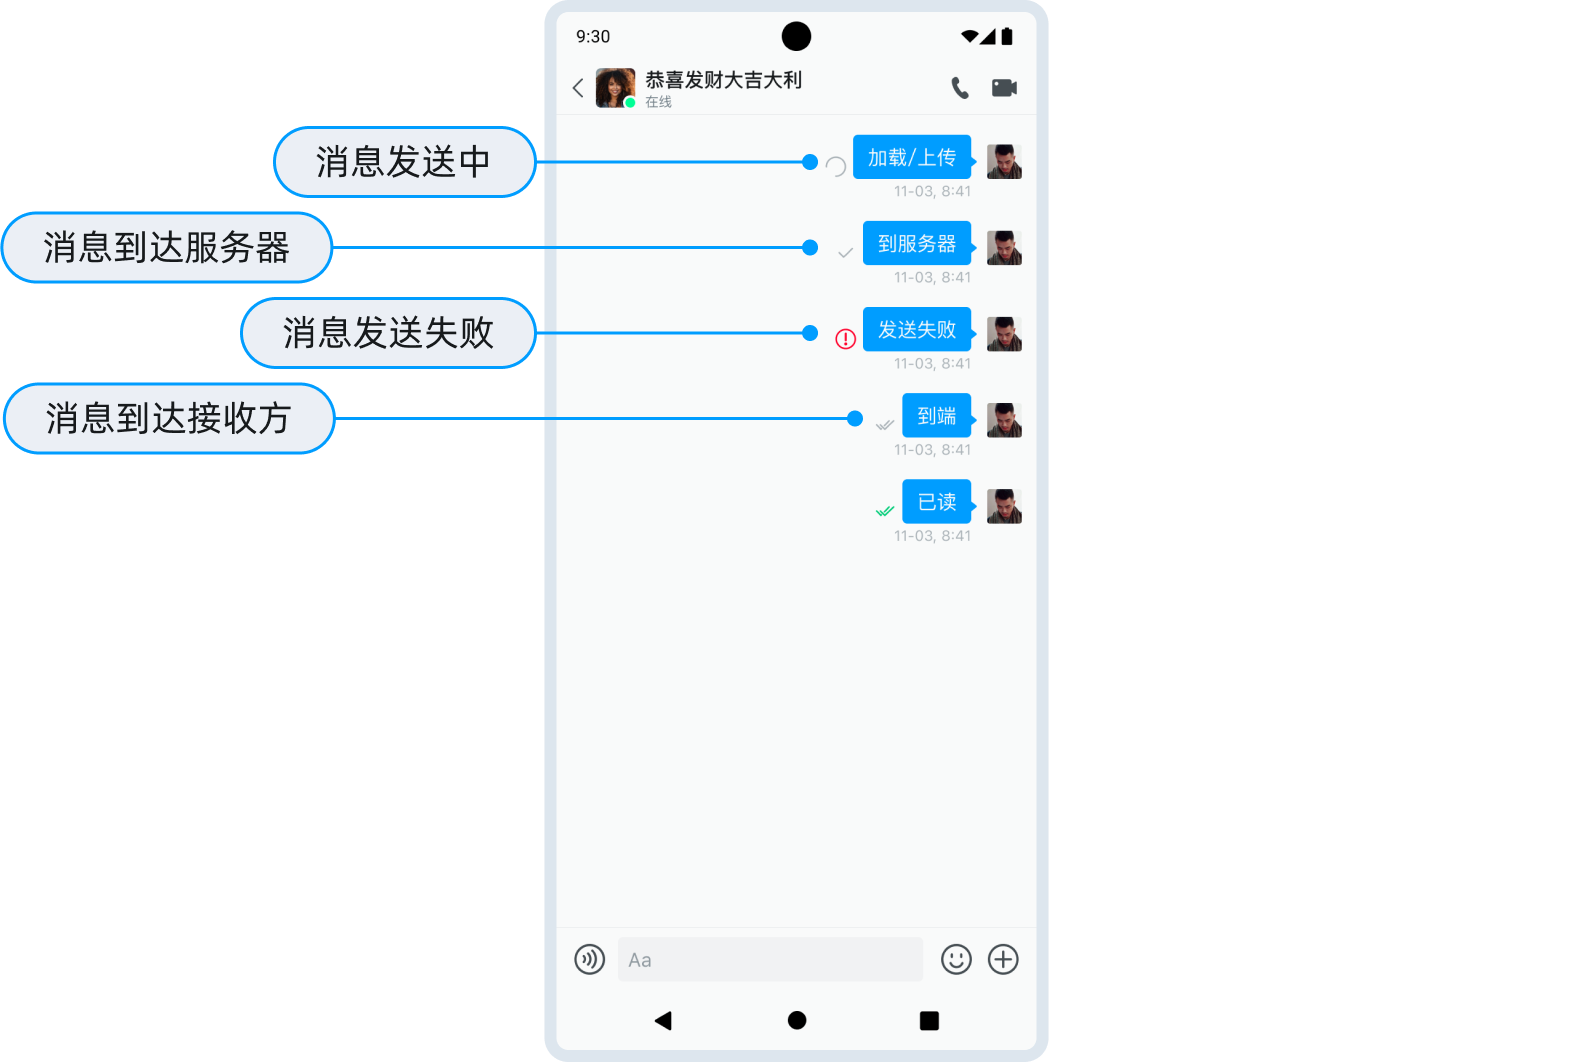 9:30
恭喜发财大吉大利
在线
消息发送中
加载/上传
11-03, 8:41
消息到达服务器
到服务器
11-03, 8:41
消息发送失败
发送失败
11-03, 8:41
消息到达接收方
到端
11-03, 8:41
已读
11-03, 8:41
Aa